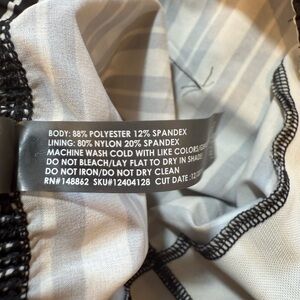 BODY: 88% POLYESTER 12% SPANDEX
LINING: 80% NYLON 20% SPANDEX
MACHINE WASH COLD WITH LIKE COLORS/
DO NOT BLEACH/LAY FLAT TO DRY IN SHADE
DO NOT IRON/DO NOT DRY CLEAN
RN#148862 SKU#12404128 CUT DATE :12